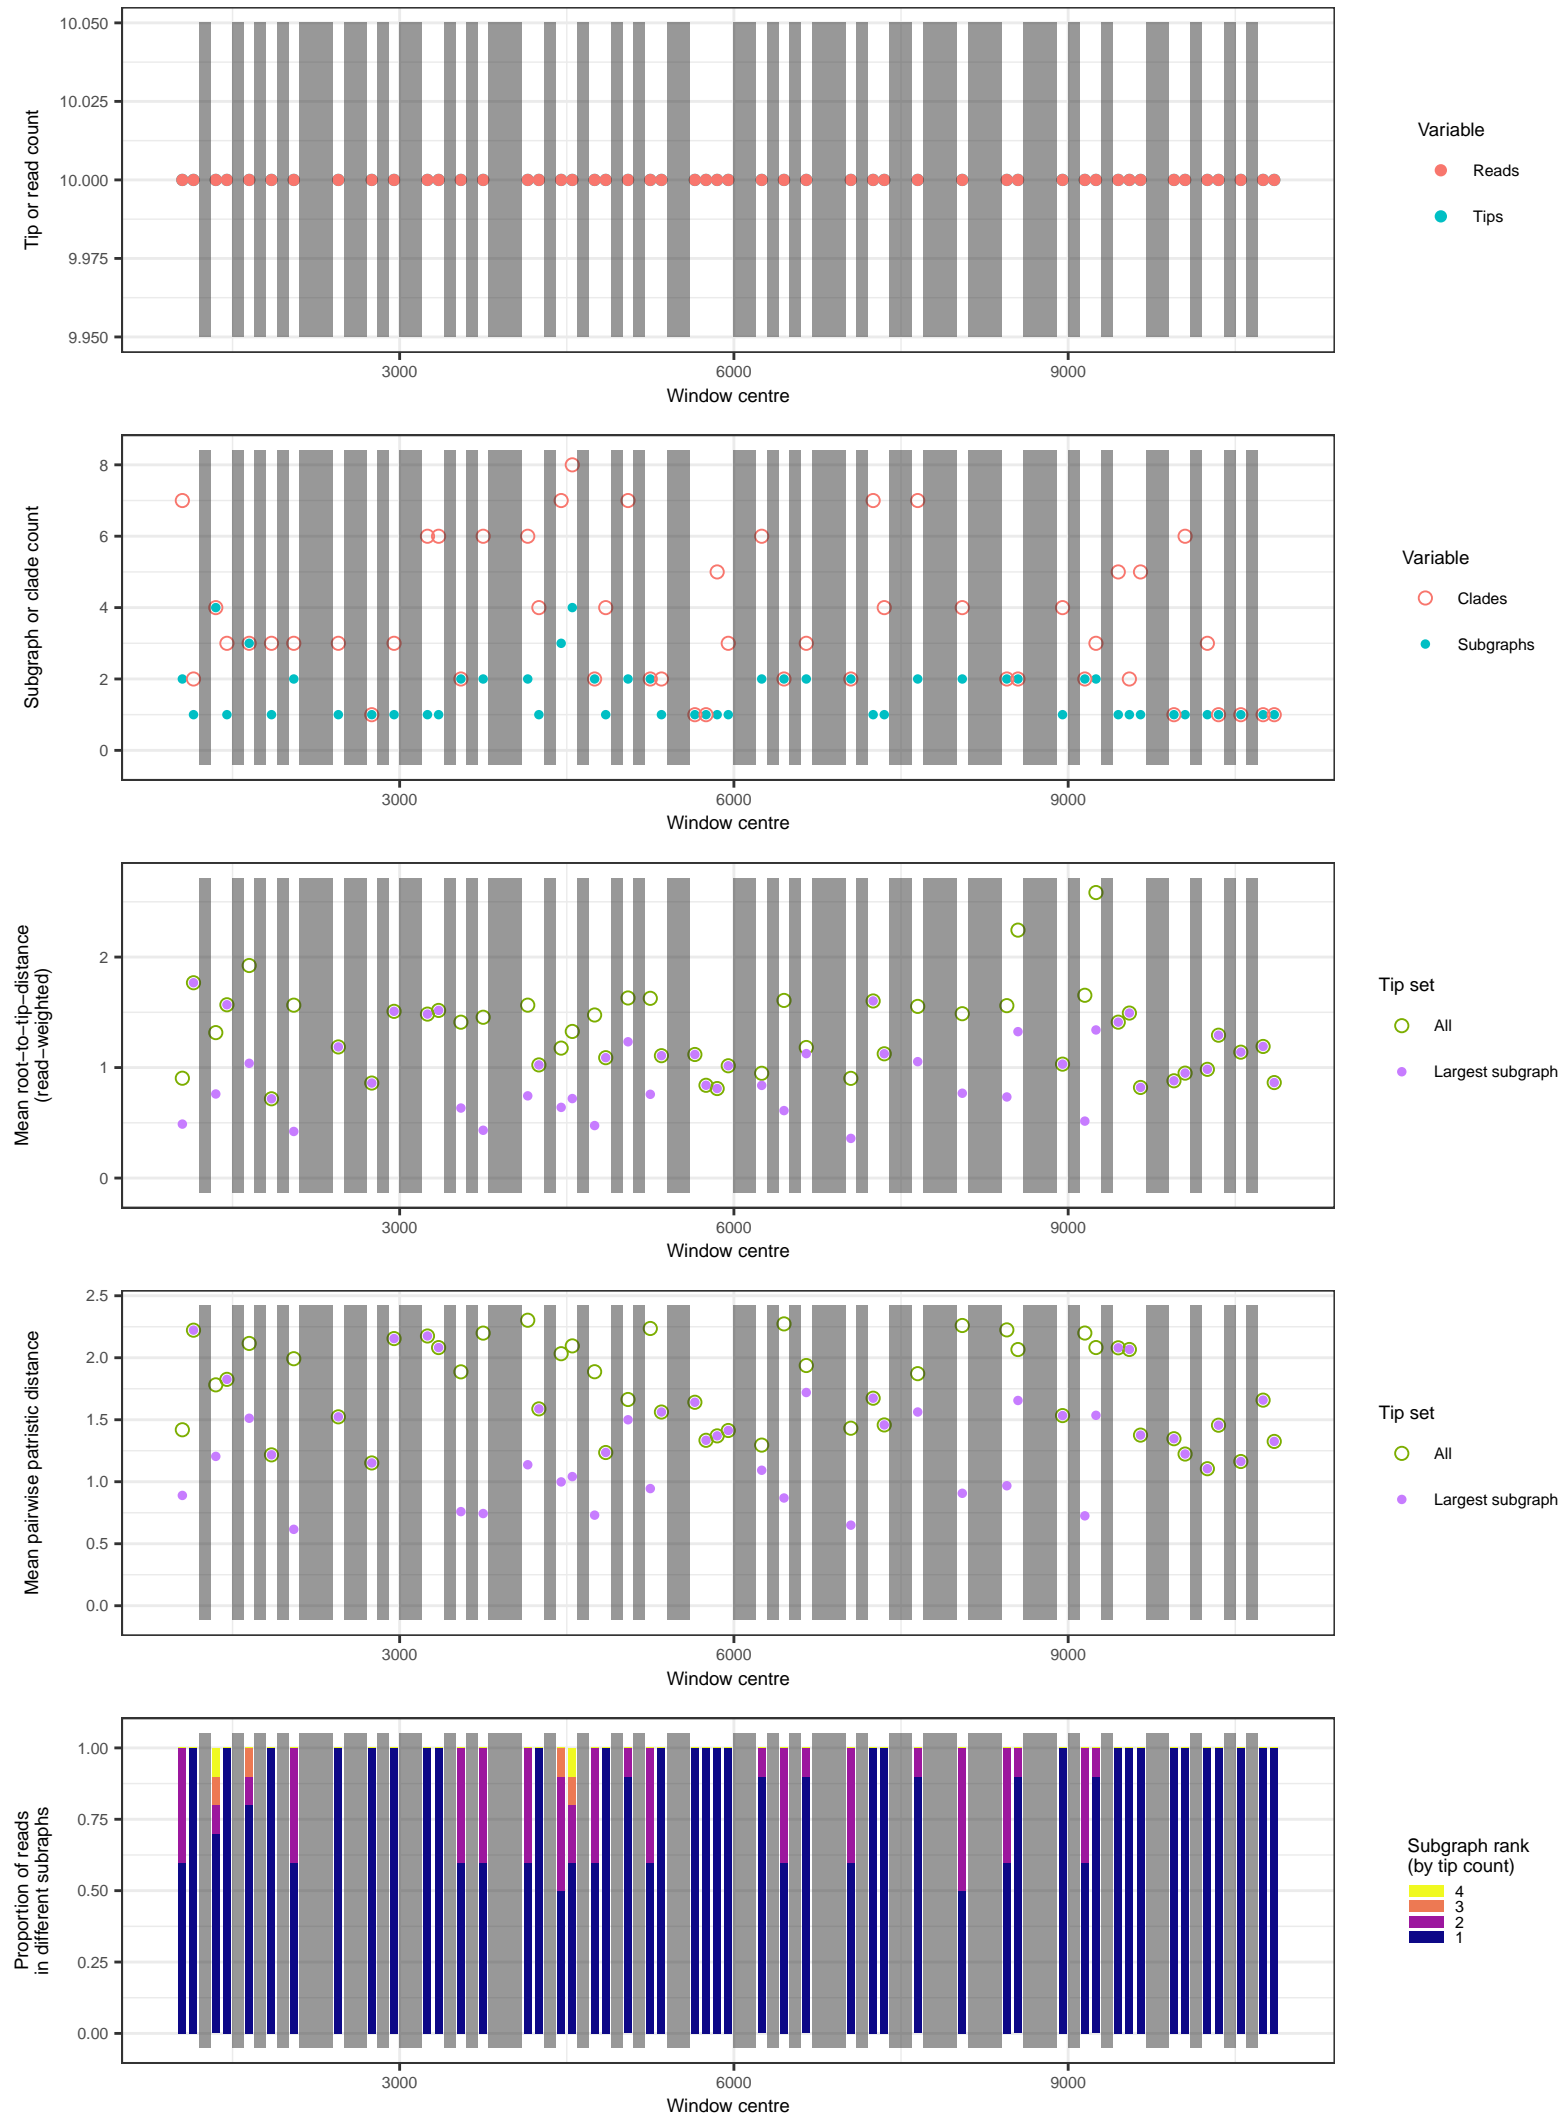 10.050
10.025
10.000
9.975
9.950
Tip or read count
3000
6000
9000
Window centre
Variable
Reads
Tips
8
6
4
2
0
Subgraph or clade count
3000
6000
9000
Window centre
Variable
Clades
Subgraphs
2
1
0
Mean root−to−tip−distance
(read−weighted)
3000
6000
9000
Window centre
Tip set
All
Largest subgraph
2.5
2.0
1.5
1.0
0.5
0.0
Mean pairwise patristic distance
3000
6000
9000
Window centre
Tip set
All
Largest subgraph
1.00
0.75
0.50
0.25
0.00
Proportion of reads
in different subraphs
3000
6000
9000
Window centre
Subgraph rank
(by tip count)
4
3
2
1